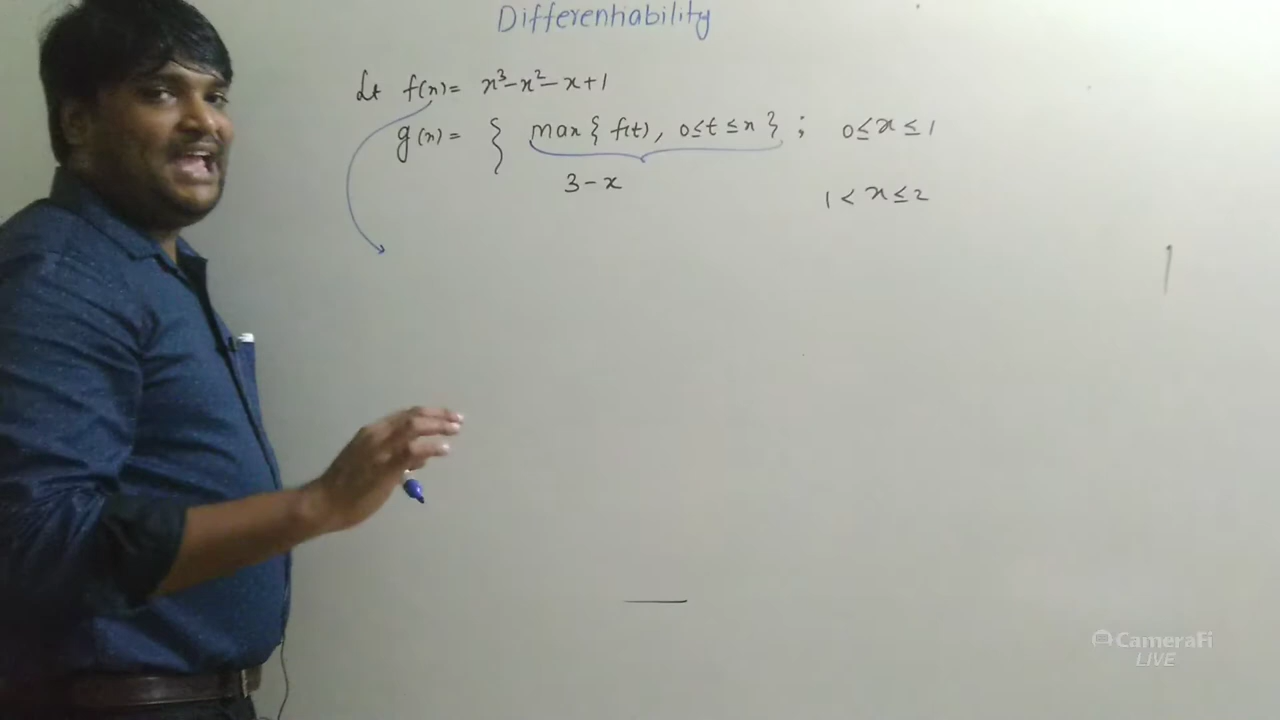 Differentiability
Let f(x) = x³ - x² - x + 1
g(x) = { max { f(t), 0 ≤ t ≤ x } ; 0 ≤ x ≤ 1
3 - x 1 < x ≤ 2
CameraFi
LIVE